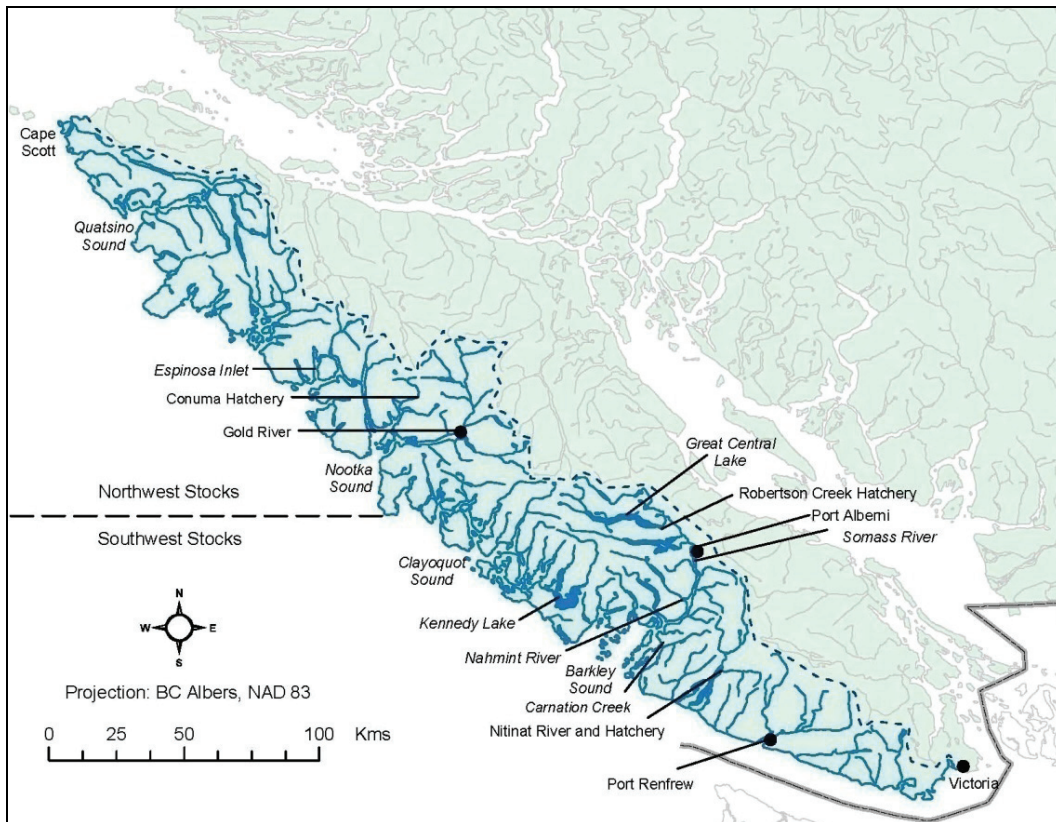 Cape
Scott
Quatsino
Sound
Espinosa Inlet
Conuma Hatchery
Gold River
Nootka
Sound
Northwest Stocks
Southwest Stocks
Great Central
Lake
Robertson Creek Hatchery
Port Alberni
Somass River
Clayoquot
Sound
Kennedy Lake
Nahmint River
Barkley
Sound
Carnation Creek
Nitinat River and Hatchery
Port Renfrew
Victoria
N
W E
S
Projection: BC Albers, NAD 83
0 25 50 100 Kms